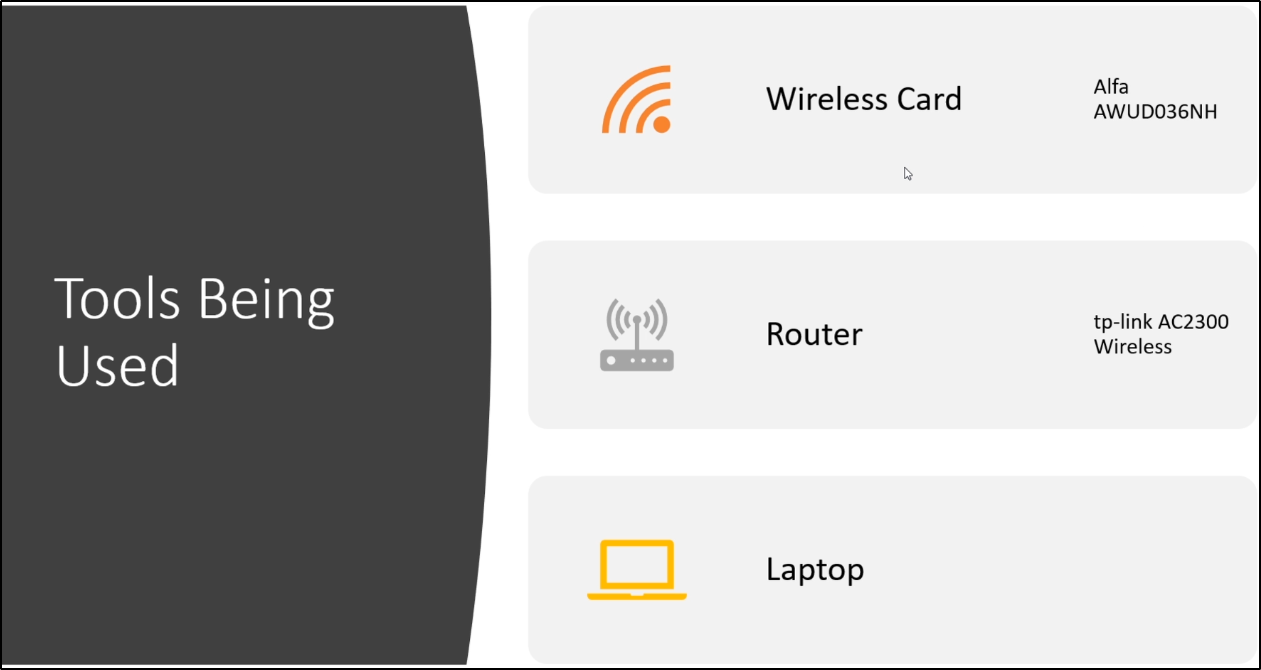 Tools Being
Used
Wireless Card
Alfa
AWUD036NH
Router
tp-link AC2300
Wireless
Laptop